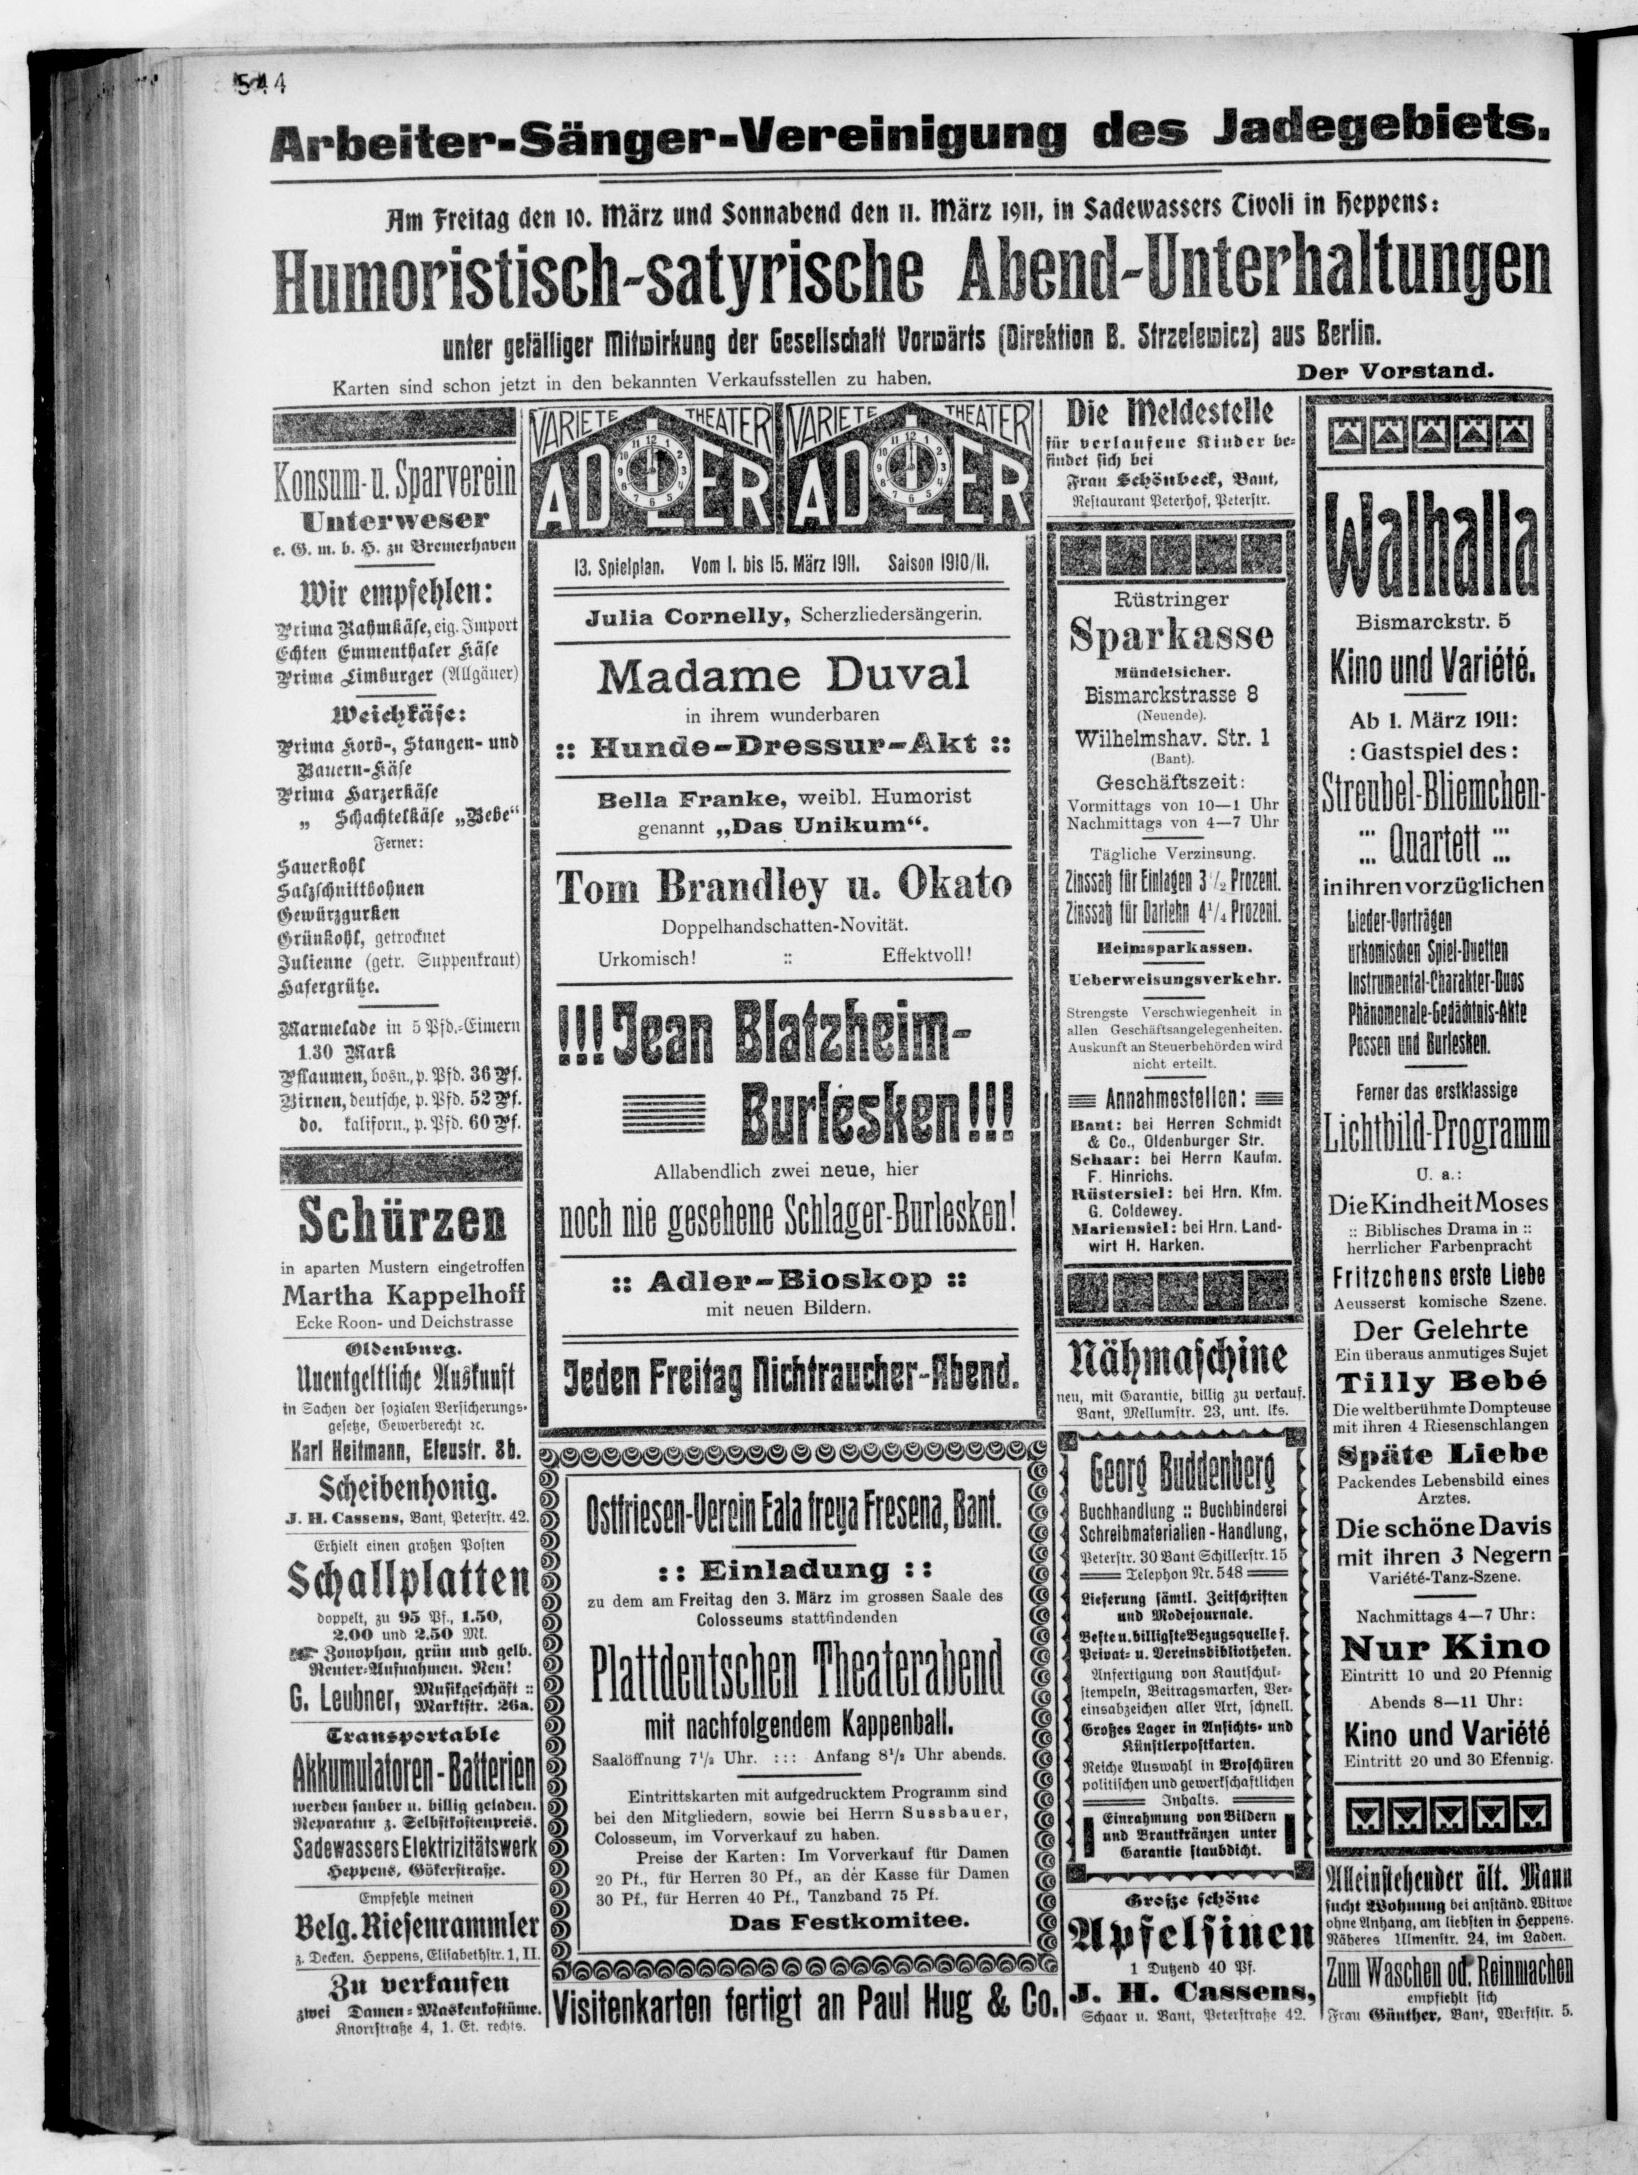 544
Arbeiter-Sänger-Vereinigung des Jadegebiets.
Am Freitag den 10. März und Sonnabend den 11. März 1911, in Sadewassers Tivoli in Heppens:
Humoristisch-satyrische Abend-Unterhaltungen
unter gefälliger Mitwirkung der Gesellschaft Vorwärts (Direktion B. Strzelewicz) aus Berlin.
Karten sind schon jetzt in den bekannten Verkaufsstellen zu haben.
Der Vorstand.
Konsum- u. Sparverein
Unterweser
e. G. m. b. H. zu Bremerhaven
Wir empfehlen:
Prima Rahmkäse, eig. Import
Echten Emmenthaler Käse
Prima Limburger (Allgäuer)
Weichkäse:
Prima Korb-, Stangen- und
Bauern-Käse
Prima Harzerkäse
„ Schachtelkäse „Bebe“
Ferner:
Sauerkohl
Salzschnittbohnen
Gewürzgurken
Grünkohl, getrocknet
Julienne (getr. Suppenkraut)
Hafergrütze.
Marmelade in 5 Pfd.-Eimern
1.30 Mark
Pflaumen, bosn., p. Pfd. 36 Pf.
Birnen, deutsche, p. Pfd. 52 Pf.
do. kaliforn., p. Pfd. 60 Pf.
Schürzen
in aparten Mustern eingetroffen
Martha Kappelhoff
Ecke Roon- und Deichstrasse
Oldenburg.
Unentgeltliche Auskunft
in Sachen der sozialen Versicherungs-
gesetze, Gewerberecht ꝛc.
Karl Heitmann, Efeustr. 8b.
Scheibenhonig.
J. H. Cassens, Bant, Peterstr. 42.
Erhielt einen großen Posten
Schallplatten
doppelt, zu 95 Pf., 1.50,
2.00 und 2.50 Mk.
☛ Zonophon, grün und gelb.
Reuter-Aufnahmen. Neu!
G. Leubner, Musikgeschäft ::
Marktstr. 26a.
Transportable
Akkumulatoren-Batterien
werden sauber u. billig geladen.
Reparatur z. Selbstkostenpreis.
Sadewassers Elektrizitätswerk
Heppens, Gökerstraße.
Empfehle meinen
Belg. Riesenrammler
z. Decken. Heppens, Elisabethstr. 1, II.
Zu verkaufen
zwei Damen-Maskenkostüme.
Knorrstraße 4, 1. Et. rechts.
VARIETE THEATER
ADLER
VARIETE THEATER
ADLER
13. Spielplan. Vom 1. bis 15. März 1911. Saison 1910/11.
Julia Cornelly, Scherzliedersängerin.
Madame Duval
in ihrem wunderbaren
:: Hunde-Dressur-Akt ::
Bella Franke, weibl. Humorist
genannt „Das Unikum“.
Tom Brandley u. Okato
Doppelhandschatten-Novität.
Urkomisch! :: Effektvoll!
!!!Jean Blatzheim-
Burlesken!!!
Allabendlich zwei neue, hier
noch nie gesehene Schlager-Burlesken!
:: Adler-Bioskop ::
mit neuen Bildern.
Jeden Freitag Nichtraucher-Abend.
Ostfriesen-Verein Eala freya Fresena, Bant.
:: Einladung ::
zu dem am Freitag den 3. März im grossen Saale des
Colosseums stattfindenden
Plattdeutschen Theaterabend
mit nachfolgendem Kappenball.
Saalöffnung 7½ Uhr. ::: Anfang 8½ Uhr abends.
Eintrittskarten mit aufgedrucktem Programm sind
bei den Mitgliedern, sowie bei Herrn Sussbauer,
Colosseum, im Vorverkauf zu haben.
Preise der Karten: Im Vorverkauf für Damen
20 Pf., für Herren 30 Pf., an der Kasse für Damen
30 Pf., für Herren 40 Pf., Tanzband 75 Pf.
Das Festkomitee.
Visitenkarten fertigt an Paul Hug & Co.
Die Meldestelle
für verlaufene Kinder be-
findet sich bei
Frau Schönbeck, Bant,
Restaurant Peterhof, Peterstr.
Rüstringer
Sparkasse
Mündelsicher.
Bismarckstrasse 8
(Neuende).
Wilhelmshav. Str. 1
(Bant).
Geschäftszeit:
Vormittags von 10—1 Uhr
Nachmittags von 4—7 Uhr
Tägliche Verzinsung.
Zinssatz für Einlagen 3½ Prozent.
Zinssatz für Darlehn 4¼ Prozent.
Heimsparkassen.
Ueberweisungsverkehr.
Strengste Verschwiegenheit in
allen Geschäftsangelegenheiten.
Auskunft an Steuerbehörden wird
nicht erteilt.
Annahmestellen:
Bant: bei Herren Schmidt
& Co., Oldenburger Str.
Schaar: bei Herrn Kaufm.
F. Hinrichs.
Rüstersiel: bei Hrn. Kfm.
G. Coldewey.
Mariensiel: bei Hrn. Land-
wirt H. Harken.
Nähmaschine
neu, mit Garantie, billig zu verkauf.
Bant, Mellumstr. 23, unt. lks.
Georg Buddenberg
Buchhandlung :: Buchbinderei
Schreibmaterialien-Handlung,
Peterstr. 30 Bant Schillerstr. 15
Telephon Nr. 548
Lieferung sämtl. Zeitschriften
und Modejournale.
Beste u. billigste Bezugsquelle f.
Privat- u. Vereinsbibliotheken.
Anfertigung von Kautschuk-
stempeln, Beitragsmarken, Ver-
einsabzeichen aller Art, schnell.
Großes Lager in Ansichts- und
Künstlerpostkarten.
Reiche Auswahl in Broschüren
politischen und gewerkschaftlichen
Inhalts.
Einrahmung von Bildern
und Brautkränzen unter
Garantie staubdicht.
Große schöne
Apfelsinen
1 Dutzend 40 Pf.
J. H. Cassens,
Schaar u. Bant, Peterstraße 42.
Walhalla
Bismarckstr. 5
Kino und Variété.
Ab 1. März 1911:
: Gastspiel des :
Streubel-Bliemchen-
::: Quartett :::
in ihren vorzüglichen
Lieder-Vorträgen
urkomischen Spiel-Duetten
Instrumental-Charakter-Duos
Phänomenale-Gedächtnis-Akte
Possen und Burlesken.
Ferner das erstklassige
Lichtbild-Programm
U. a.:
Die Kindheit Moses
:: Biblisches Drama in ::
herrlicher Farbenpracht
Fritzchens erste Liebe
Aeusserst komische Szene.
Der Gelehrte
Ein überaus anmutiges Sujet
Tilly Bebé
Die weltberühmte Dompteuse
mit ihren 4 Riesenschlangen
Späte Liebe
Packendes Lebensbild eines
Arztes.
Die schöne Davis
mit ihren 3 Negern
Variété-Tanz-Szene.
Nachmittags 4—7 Uhr:
Nur Kino
Eintritt 10 und 20 Pfennig
Abends 8—11 Uhr:
Kino und Variété
Eintritt 20 und 30 Efennig.
Alleinstehender ält. Mann
sucht Wohnung bei anständ. Witwe
ohne Anhang, am liebsten in Heppens.
Näheres Ulmenstr. 24, im Laden.
Zum Waschen od. Reinmachen
empfiehlt sich
Frau Günther, Bant, Werftstr. 5.